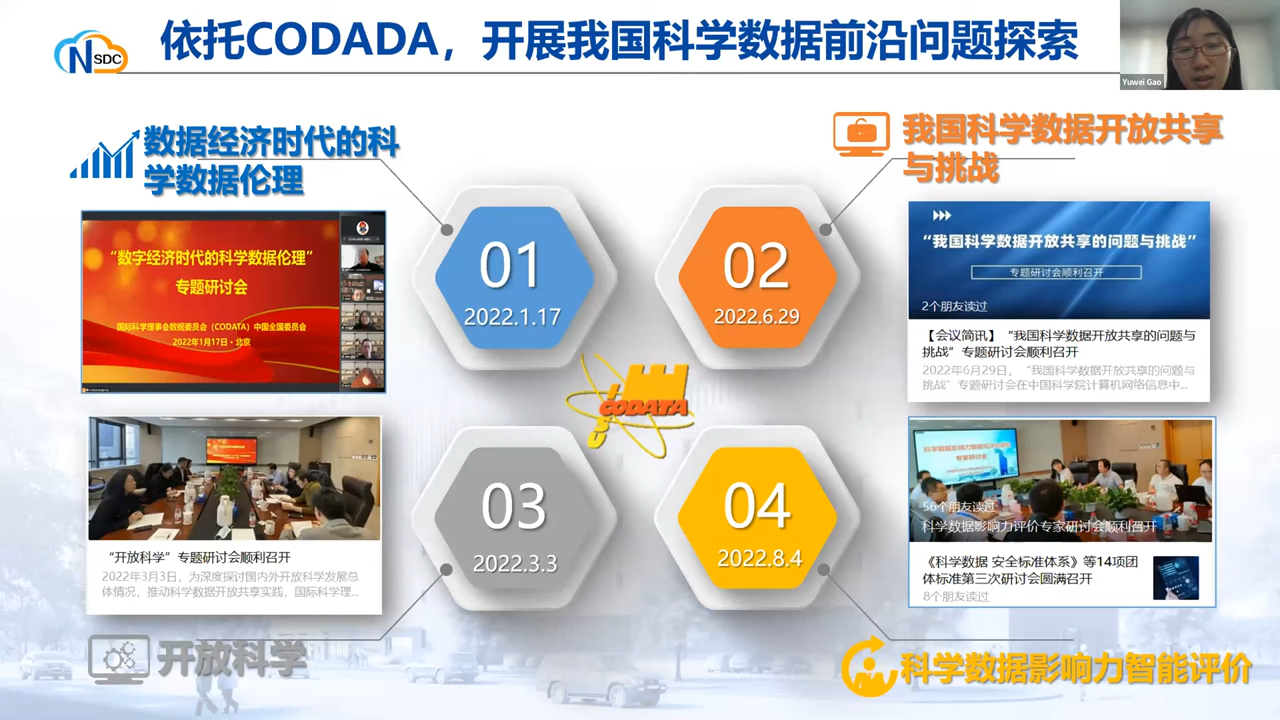 依托CODADA，开展我国科学数据前沿问题探索
NSDC
Yuwei Gao
数据经济时代的科
学数据伦理
我国科学数据开放共享
与挑战
“数字经济时代的科学数据伦理”
专题研讨会
国际科学理事会数据委员会（CODATA）中国全国委员会
2022年1月17日·北京
01
2022.1.17
02
2022.6.29
“我国科学数据开放共享的问题与挑战”
专题研讨会顺利召开
2个朋友读过
【会议简讯】“我国科学数据开放共享的问题与
挑战”专题研讨会顺利召开
2022年6月29日，“我国科学数据开放共享的问题与
挑战”专题研讨会在中国科学院计算机网络信息中...
CODATA
“开放科学”专题研讨会顺利召开
2022年3月3日，为深度探讨国内外开放科学发展总
体情况、推动科学数据开放共享实践，国际科学理...
03
2022.3.3
04
2022.8.4
科学数据影响力智能评价
专家研讨会
56个朋友读过
科学数据影响力评价专家研讨会顺利召开
《科学数据 安全标准体系》等14项团
体标准第三次研讨会圆满召开
8个朋友读过
开放科学
科学数据影响力智能评价